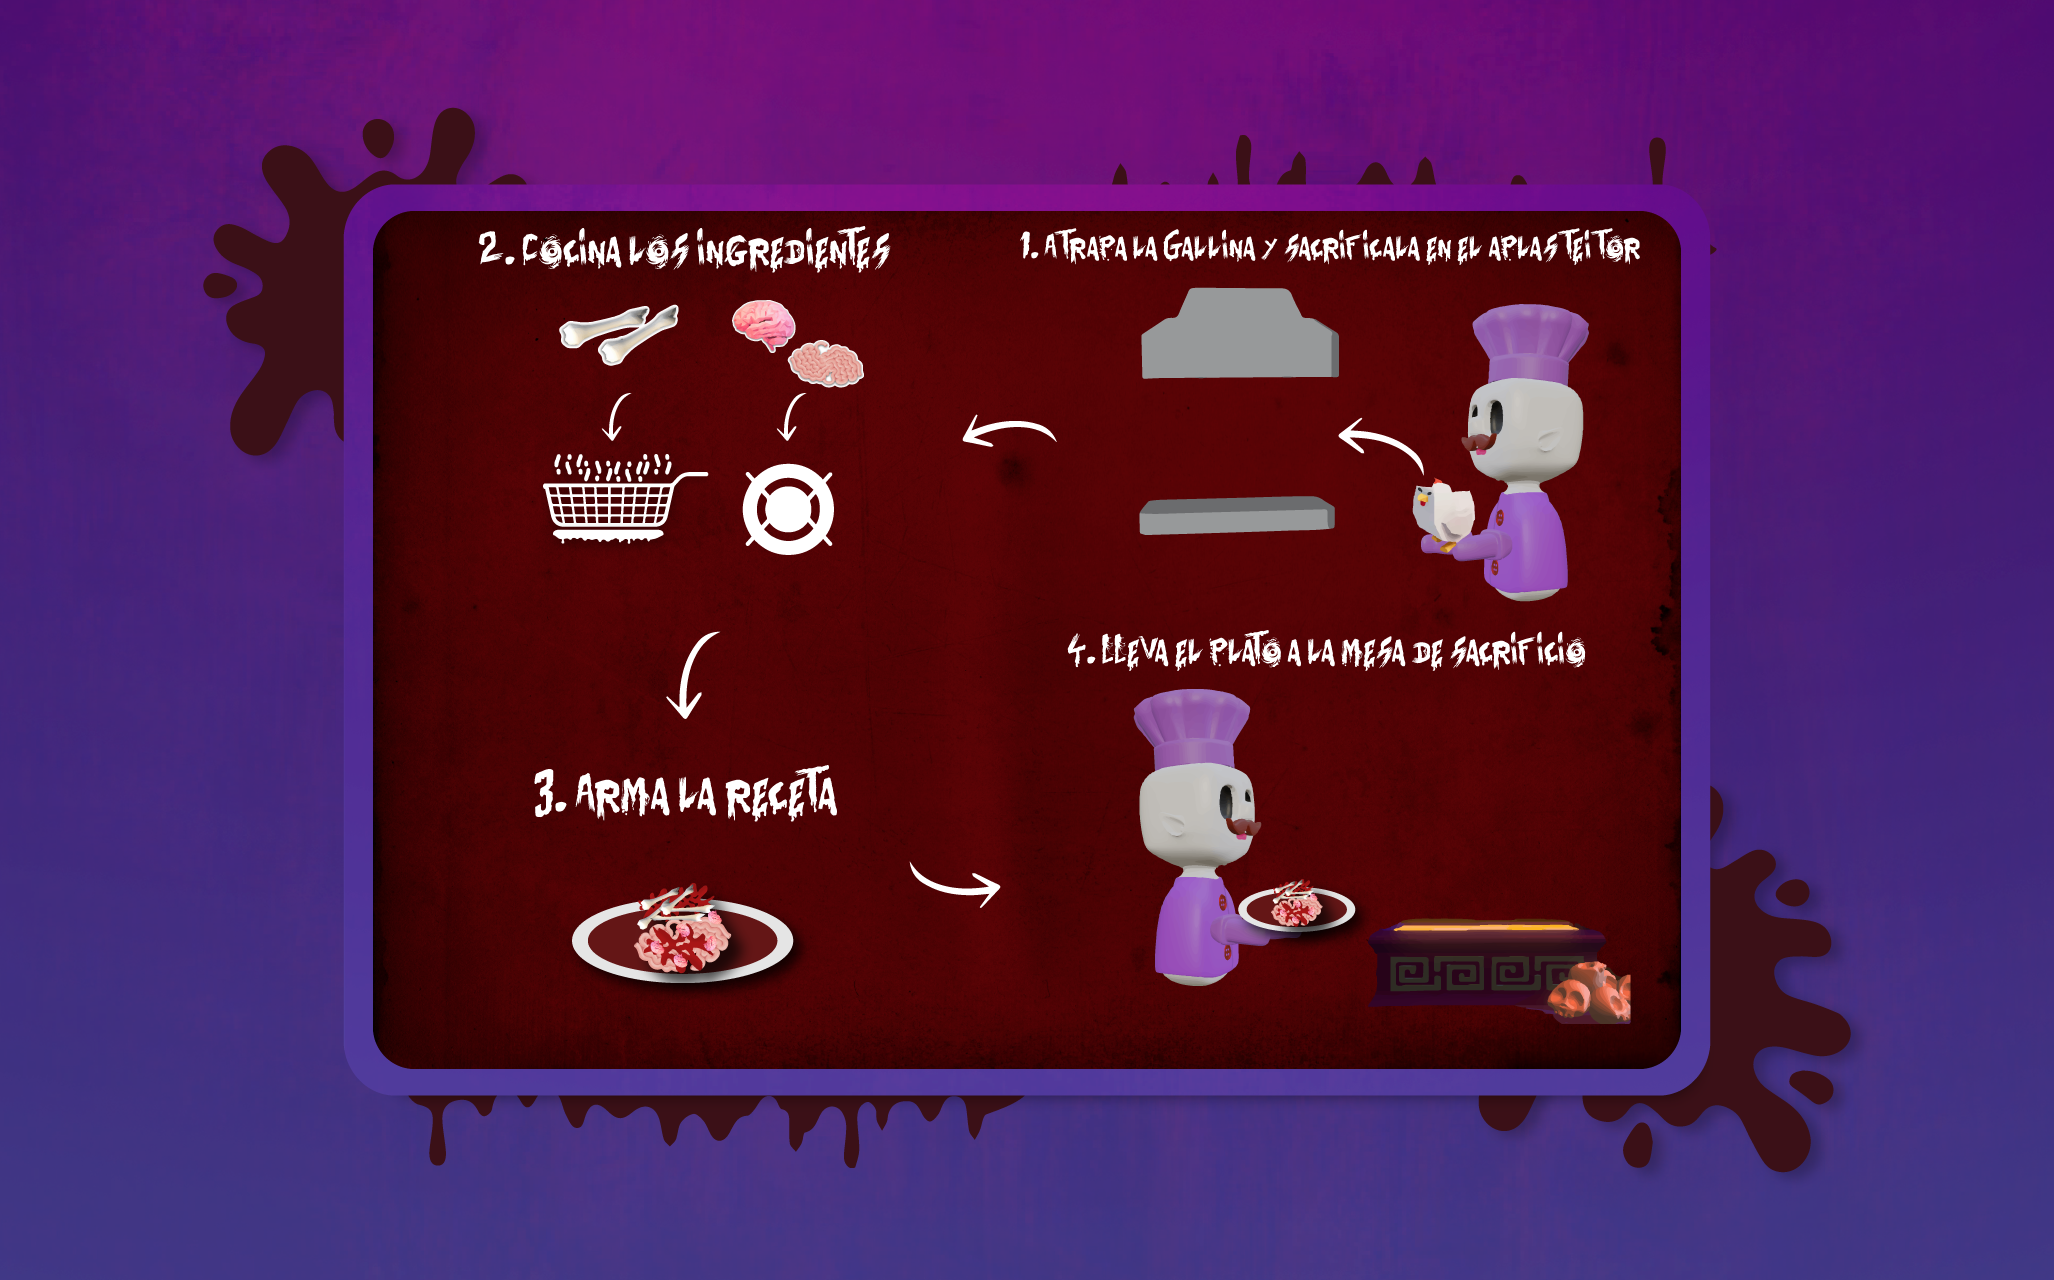 1. Atrapa la Gallina y sacrificala en el Aplasteitor
2. Cocina los ingredientes
3. Arma la receta
4. Lleva el plato a la mesa de sacrificio